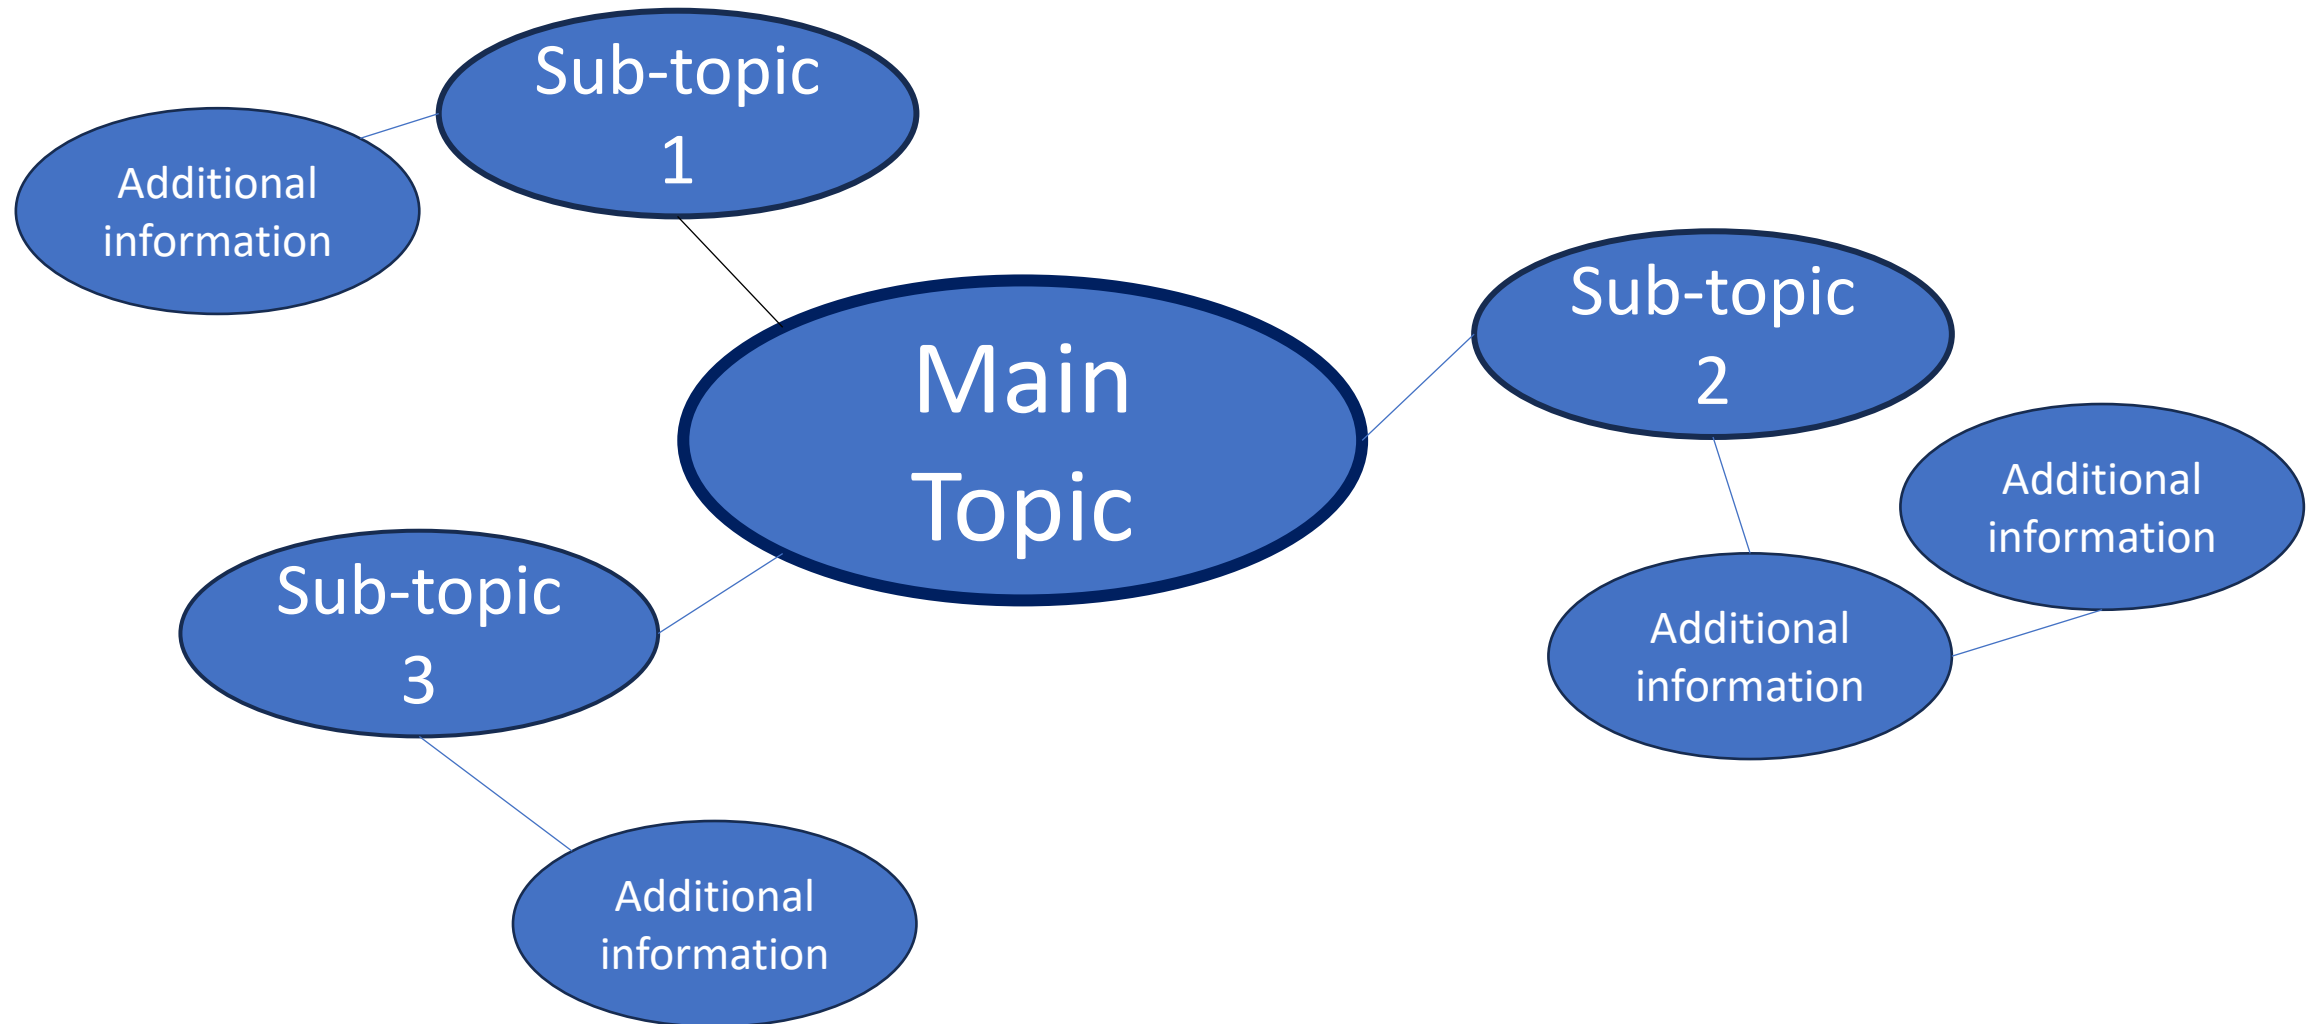 Sub-topic
1
Additional
information
Main
Topic
Sub-topic
2
Additional
information
Additional
information
Sub-topic
3
Additional
information